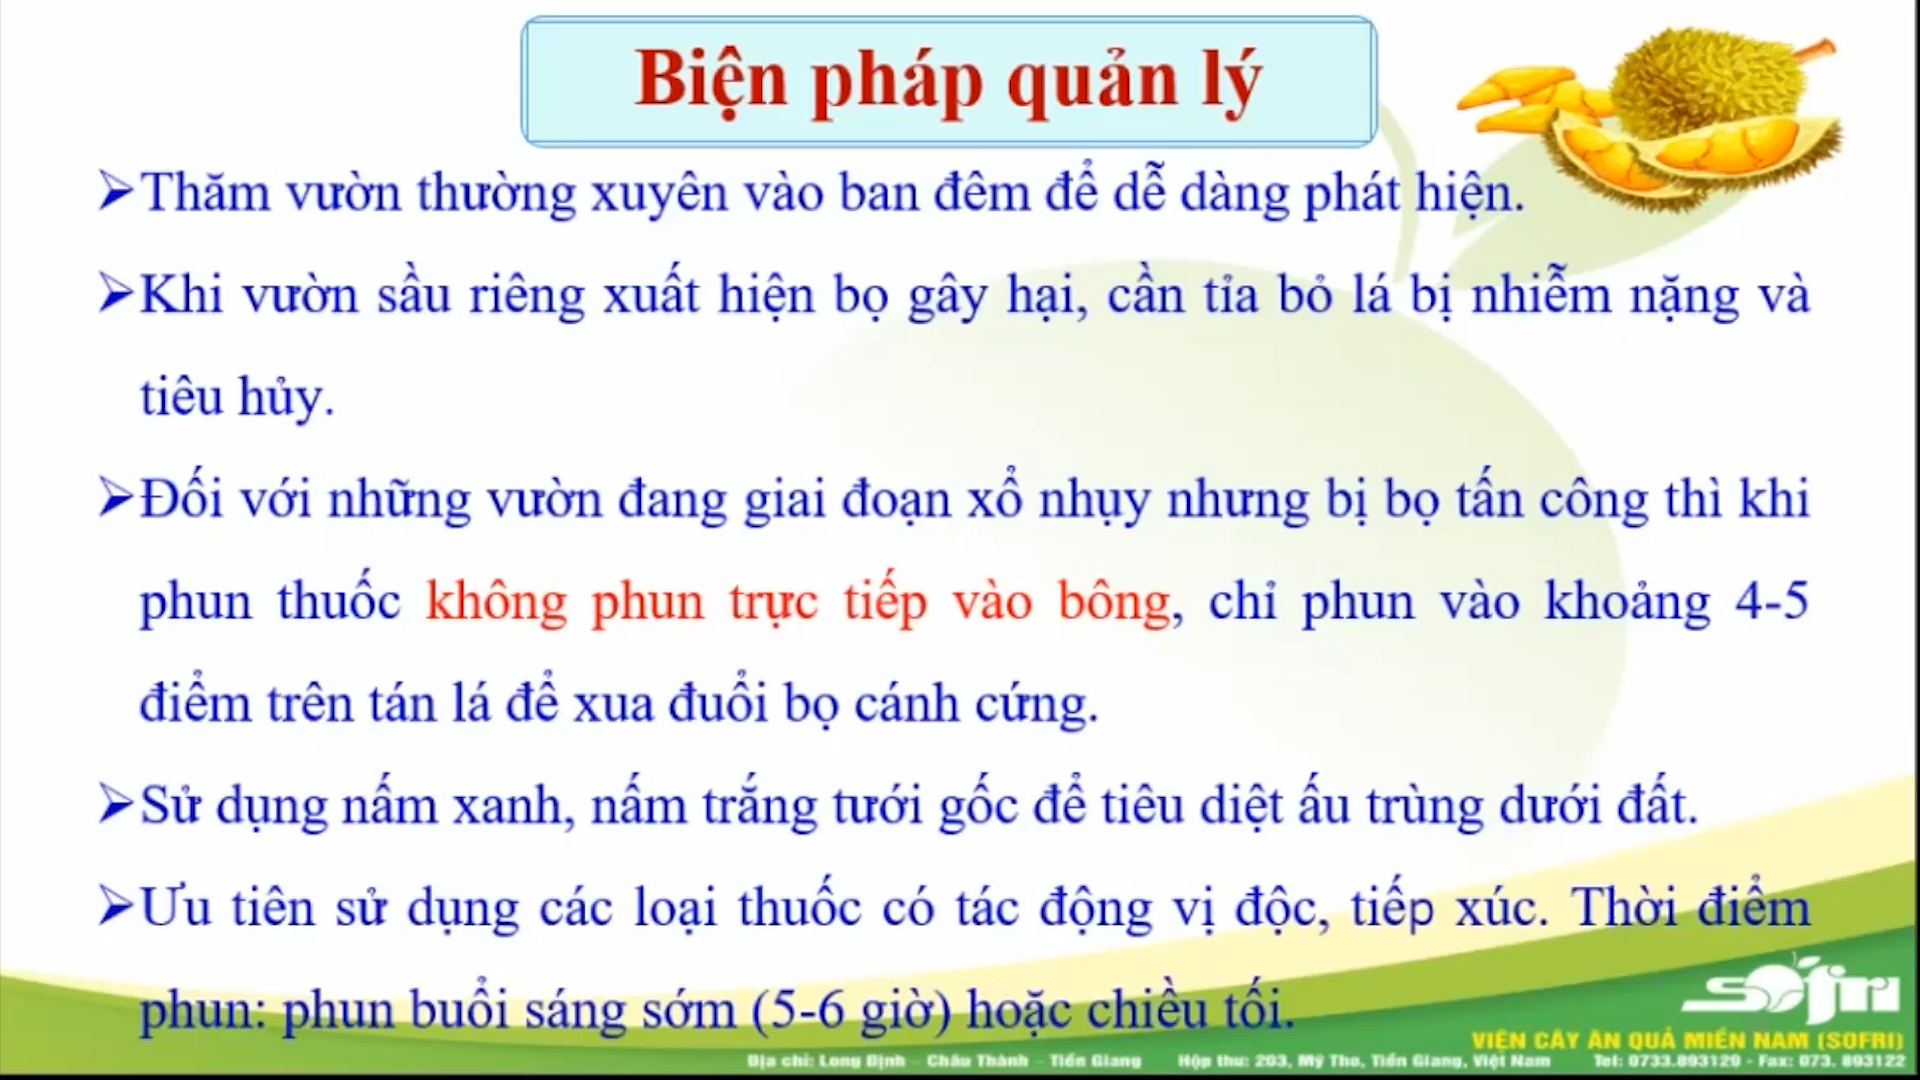 Biện pháp quản lý
➢Thăm vườn thường xuyên vào ban đêm để dễ dàng phát hiện.
➢Khi vườn sầu riêng xuất hiện bọ gây hại, cần tỉa bỏ lá bị nhiễm nặng và
tiêu hủy.
➢Đối với những vườn đang giai đoạn xổ nhụy nhưng bị bọ tấn công thì khi
phun thuốc không phun trực tiếp vào bông, chỉ phun vào khoảng 4-5
điểm trên tán lá để xua đuổi bọ cánh cứng.
➢Sử dụng nấm xanh, nấm trắng tưới gốc để tiêu diệt ấu trùng dưới đất.
➢Ưu tiên sử dụng các loại thuốc có tác động vị độc, tiếp xúc. Thời điểm
phun: phun buổi sáng sớm (5-6 giờ) hoặc chiều tối.
sofri
VIỆN CÂY ĂN QUẢ MIỀN NAM (SOFRI)
Địa chỉ: Long Định - Châu Thành - Tiền Giang Hộp thư: 203, Mỹ Tho, Tiền Giang, Việt Nam Tel: 0733.893129 - Fax: 073. 893122